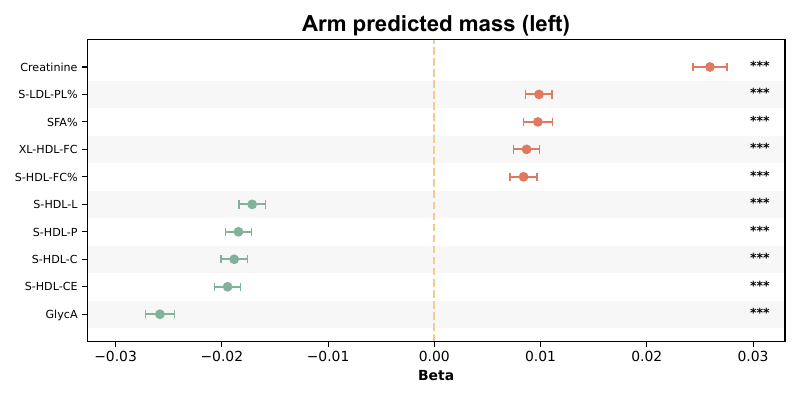 Arm predicted mass (left)
Creatinine ***
S-LDL-PL% ***
SFA% ***
XL-HDL-FC ***
S-HDL-FC% ***
S-HDL-L ***
S-HDL-P ***
S-HDL-C ***
S-HDL-CE ***
GlycA ***
−0.03 −0.02 −0.01 0.00 0.01 0.02 0.03
Beta